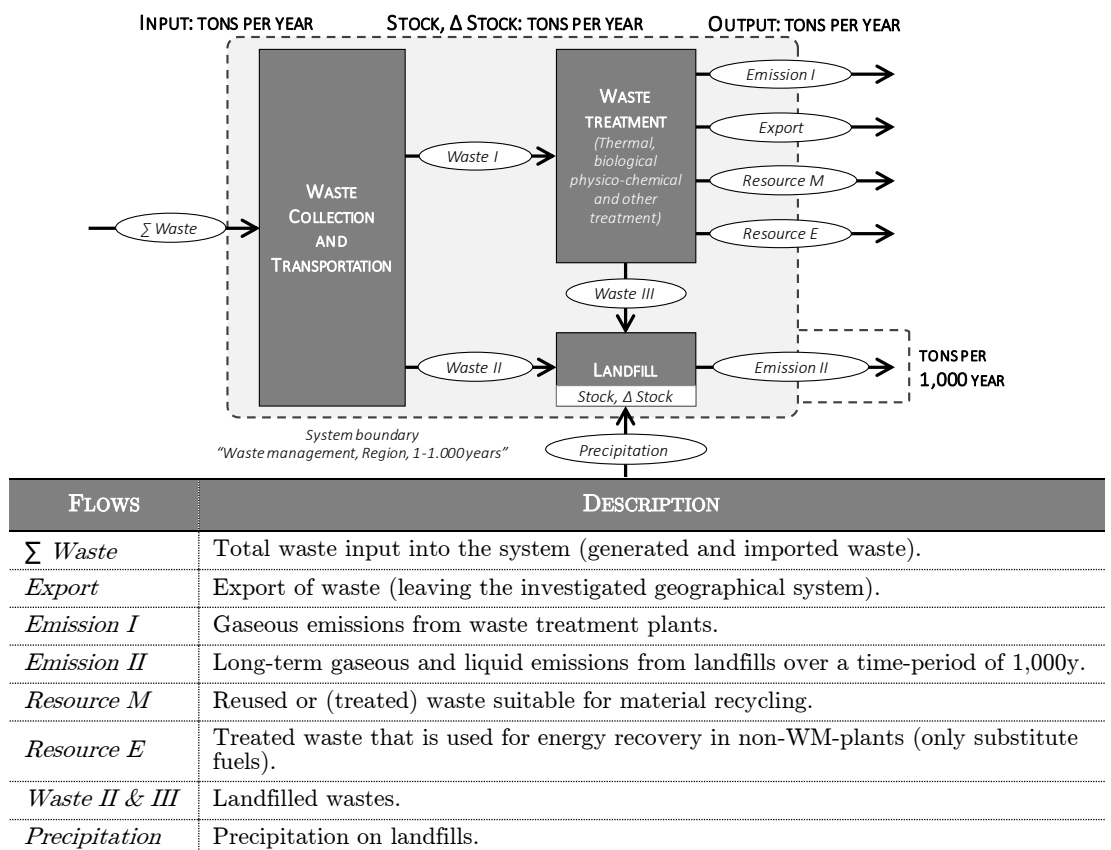 INPUT: TONS PER YEAR
STOCK, Δ STOCK: TONS PER YEAR
OUTPUT: TONS PER YEAR
Emission I
WASTE
TREATMENT
(Thermal,
biological
physico-chemical
and other
treatment)
Export
Waste I
Resource M
WASTE
COLLECTION
AND
TRANSPORTATION
∑ Waste
Resource E
Waste III
Waste II
LANDFILL
Stock, Δ Stock
Emission II
TONS PER
1,000 YEAR
System boundary
"Waste management, Region, 1-1.000 years"
Precipitation
FLOWS DESCRIPTION
∑ Waste Total waste input into the system (generated and imported waste).
Export Export of waste (leaving the investigated geographical system).
Emission I Gaseous emissions from waste treatment plants.
Emission II Long-term gaseous and liquid emissions from landfills over a time-period of 1,000y.
Resource M Reused or (treated) waste suitable for material recycling.
Resource E Treated waste that is used for energy recovery in non-WM-plants (only substitute
fuels).
Waste II & III Landfilled wastes.
Precipitation Precipitation on landfills.